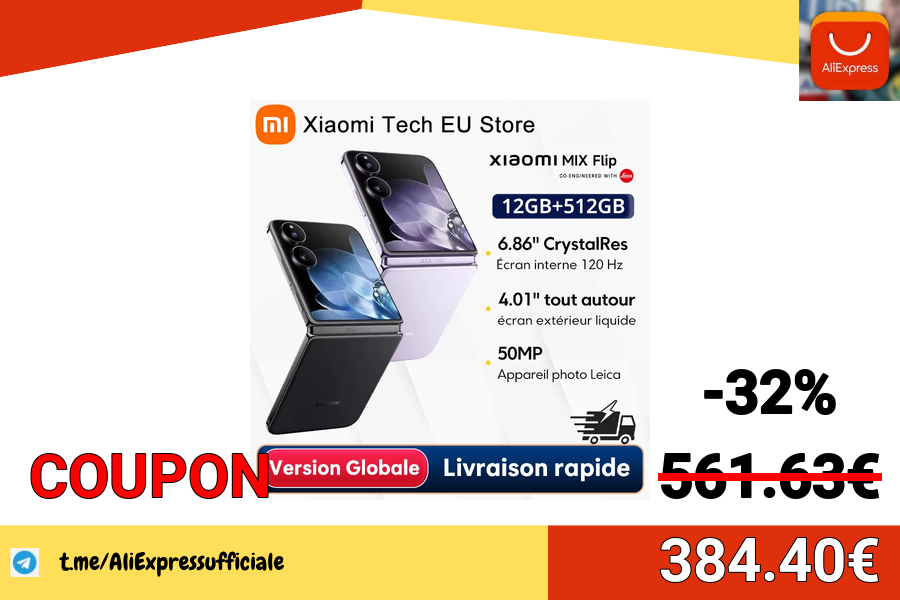 AliExpress
mi Xiaomi Tech EU Store
xiaomi MIX Flip
CO-ENGINEERED WITH Leica
12GB+512GB
6.86" CrystalRes
Écran interne 120 Hz
4.01" tout autour
écran extérieur liquide
50MP
Appareil photo Leica
-32%
COUPON
Version Globale
Livraison rapide
561.63€
t.me/AliExpressufficiale
384.40€